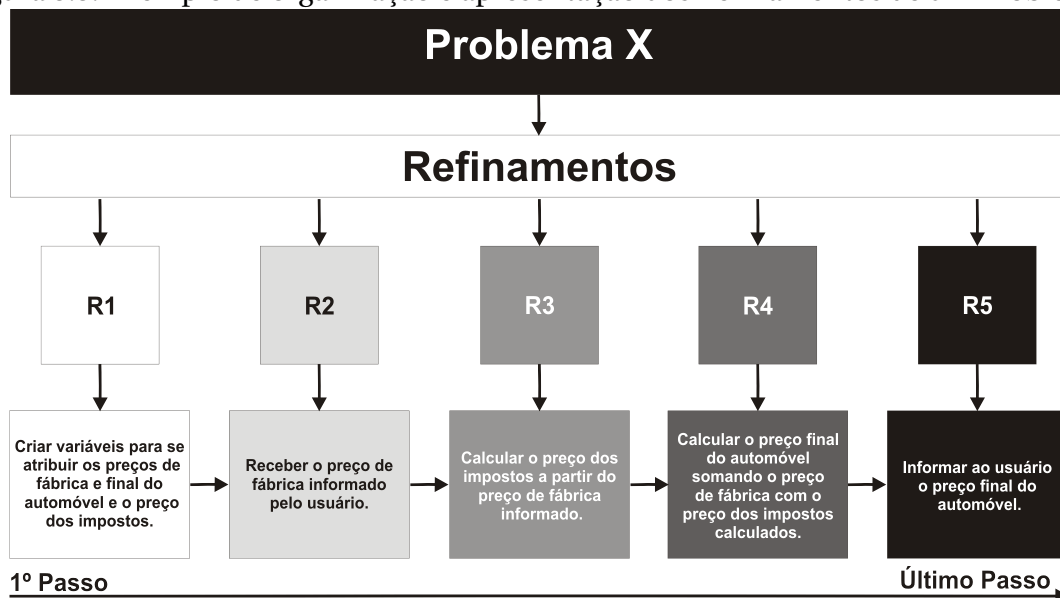 Problema X
Refinamentos
R1
R2
R3
R4
R5
Criar variáveis para se
atribuir os preços de
fábrica e final do
automóvel e o preço
dos impostos.
Receber o preço de
fábrica informado
pelo usuário.
Calcular o preço dos
impostos a partir do
preço de fábrica
informado.
Calcular o preço final
do automóvel
somando o preço
de fábrica com o
preço dos impostos
calculados.
Informar ao usuário
o preço final do
automóvel.
1º Passo
Último Passo